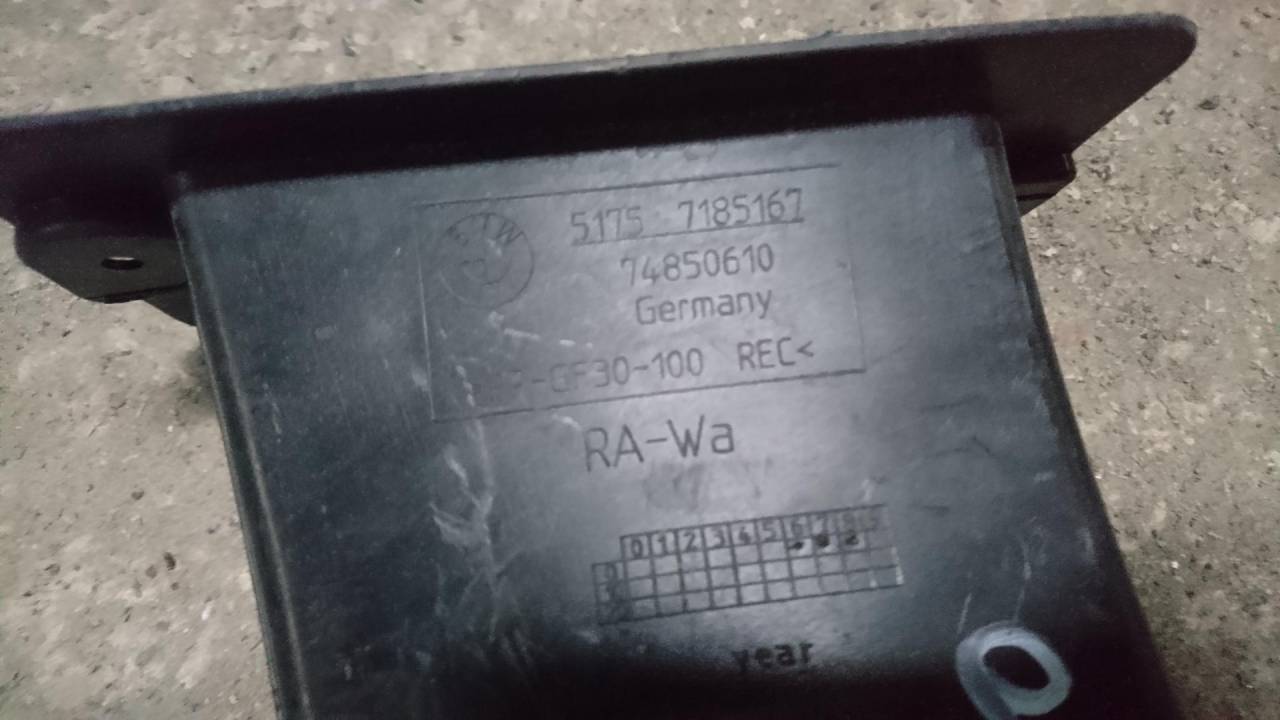 5175 7185167
74850610
Germany
-GF30-100 REC<
RA-Wa
0 1 2 3 4 5 6 7 8 9
year
0